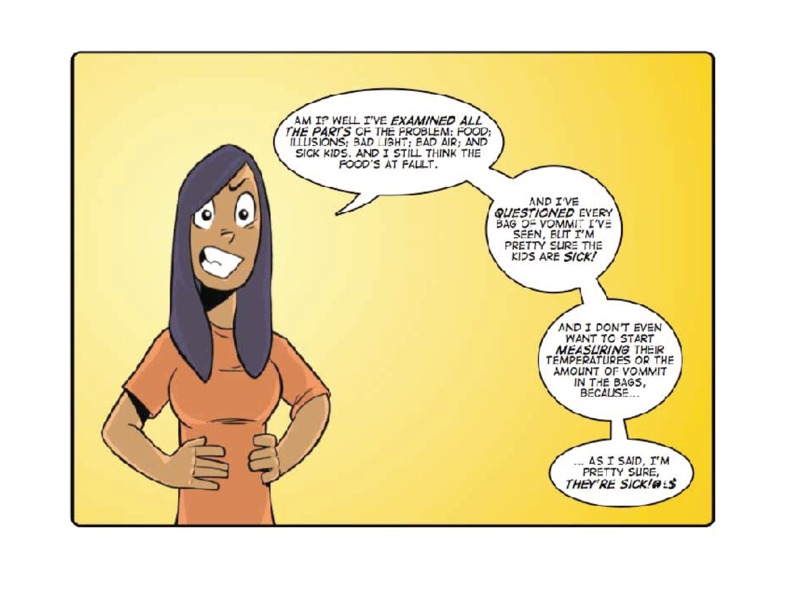 AM I? WELL I'VE EXAMINED ALL
THE PARTS OF THE PROBLEM: FOOD;
ILLUSIONS; BAD LIGHT; BAD AIR; AND
SICK KIDS. AND I STILL THINK THE
FOOD'S AT FAULT.
AND I'VE
QUESTIONED EVERY
BAG OF VOMMIT I'VE
SEEN, BUT I'M
PRETTY SURE THE
KIDS ARE SICK!
AND I DON'T EVEN
WANT TO START
MEASURING THEIR
TEMPERATURES OR THE
AMOUNT OF VOMMIT
IN THE BAGS,
BECAUSE...
... AS I SAID, I'M
PRETTY SURE,
THEY'RE SICK!@£$